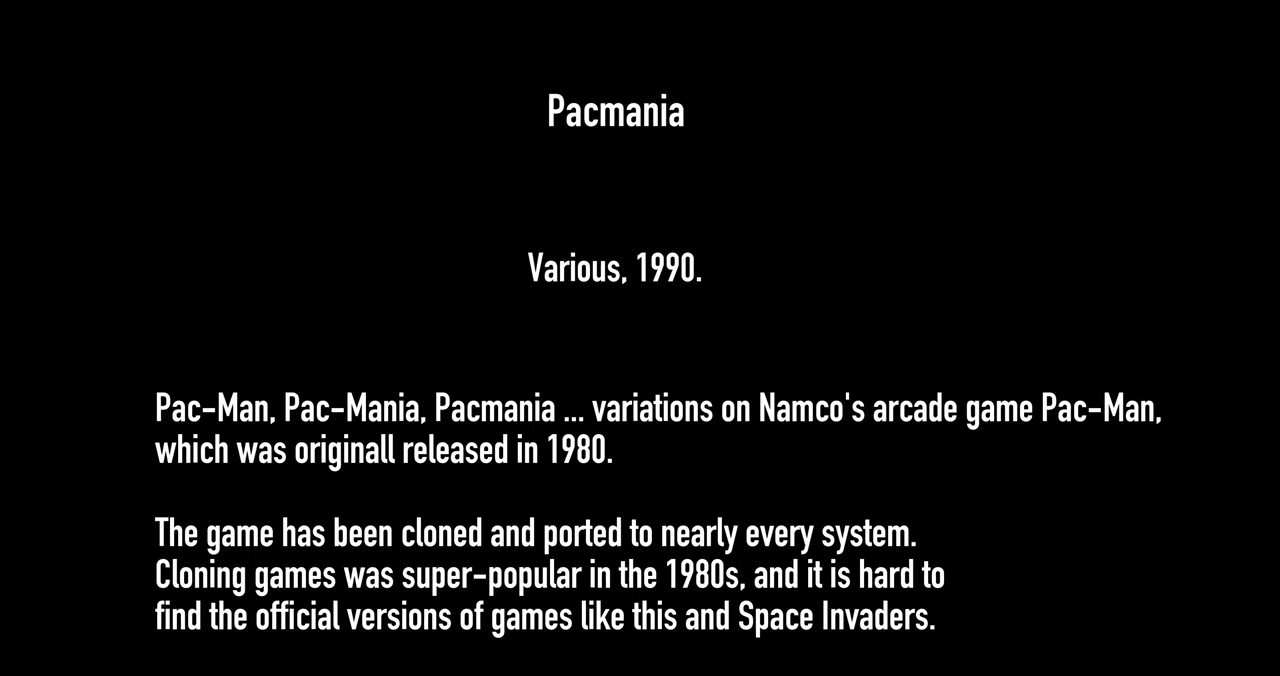 Pacmania
Various, 1990.
Pac-Man, Pac-Mania, Pacmania ... variations on Namco's arcade game Pac-Man,
which was originall released in 1980.
The game has been cloned and ported to nearly every system.
Cloning games was super-popular in the 1980s, and it is hard to
find the official versions of games like this and Space Invaders.